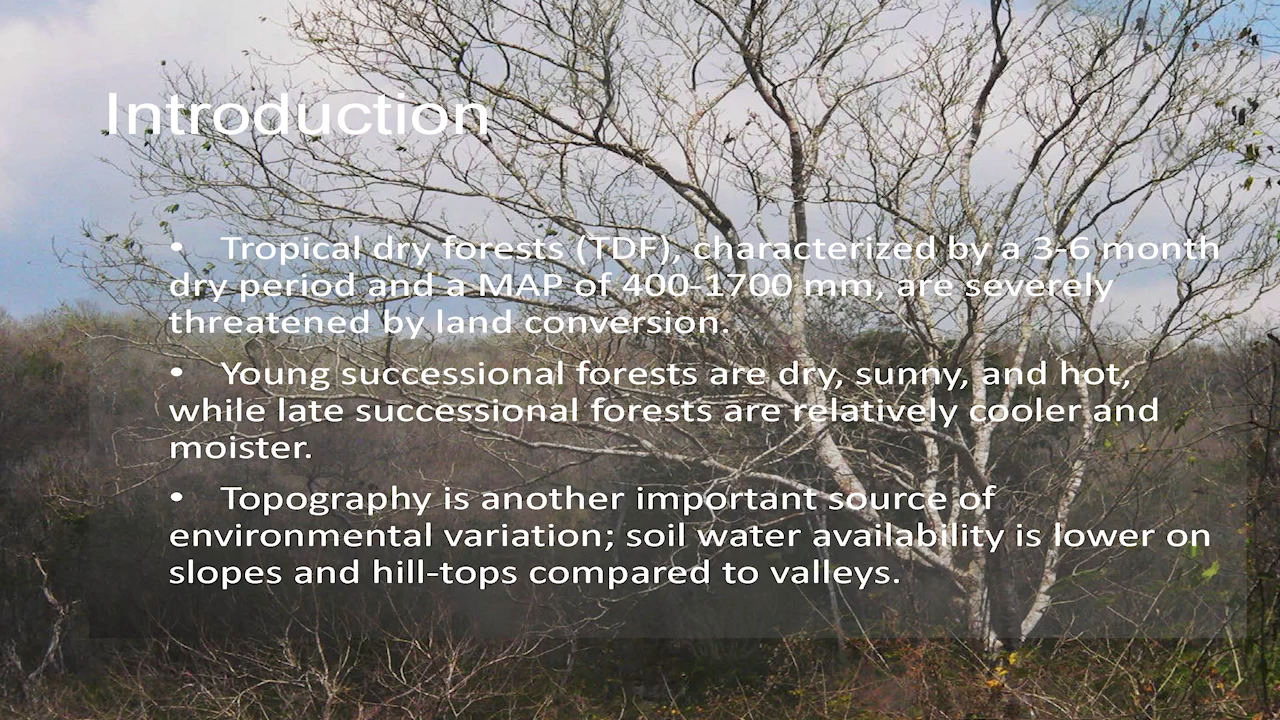 Introduction
• Tropical dry forests (TDF), characterized by a 3-6 month
dry period and a MAP of 400-1700 mm, are severely
threatened by land conversion.
• Young successional forests are dry, sunny, and hot,
while late successional forests are relatively cooler and
moister.
• Topography is another important source of
environmental variation; soil water availability is lower on
slopes and hill-tops compared to valleys.